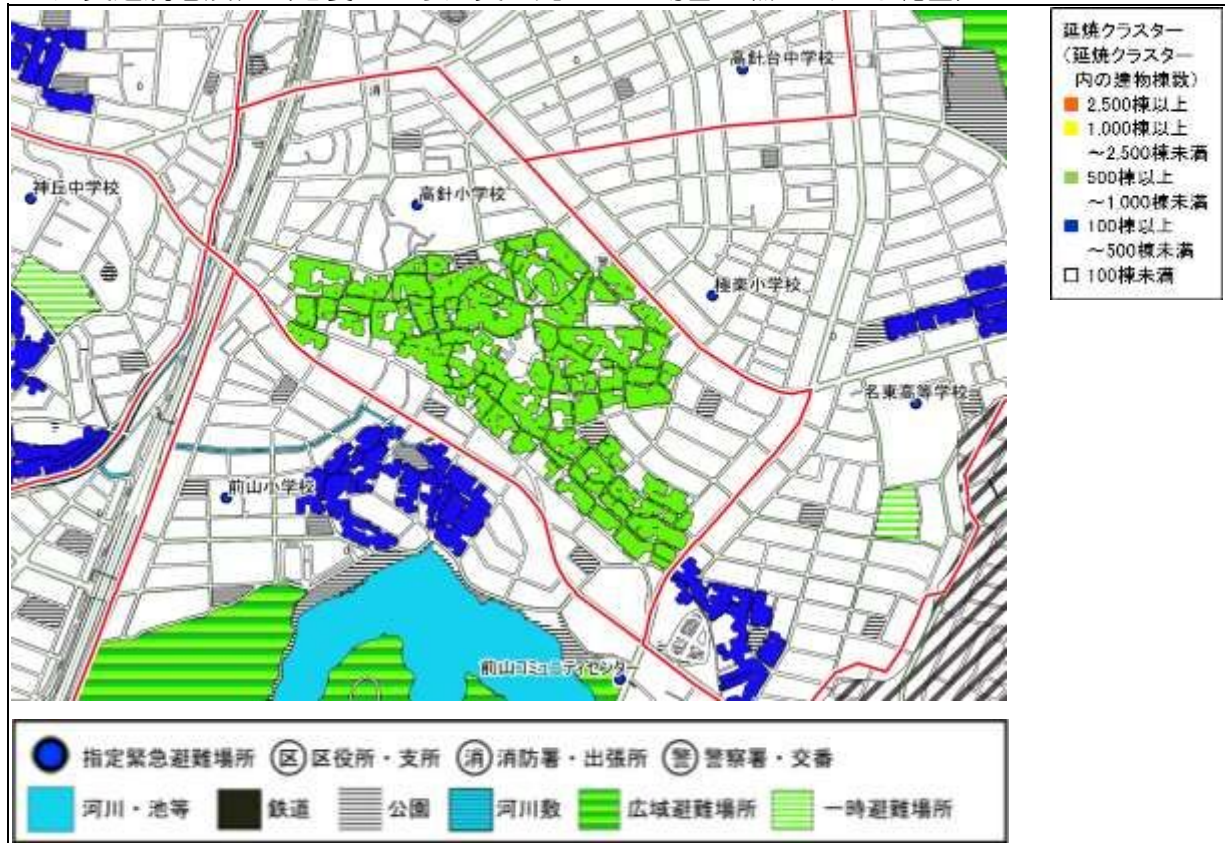 高針台中学校
消
神丘中学校
高針小学校
極楽小学校
名東高等学校
前山小学校
前山コミュニティセンター
延焼クラスター
(延焼クラスター
内の建物棟数)
2,500棟以上
1,000棟以上
～2,500棟未満
500棟以上
～1,000棟未満
100棟以上
～500棟未満
100棟未満
指定緊急避難場所 区 区役所・支所 消 消防署・出張所 警 警察署・交番
河川・池等 鉄道 公園 河川敷 広域避難場所 一時避難場所